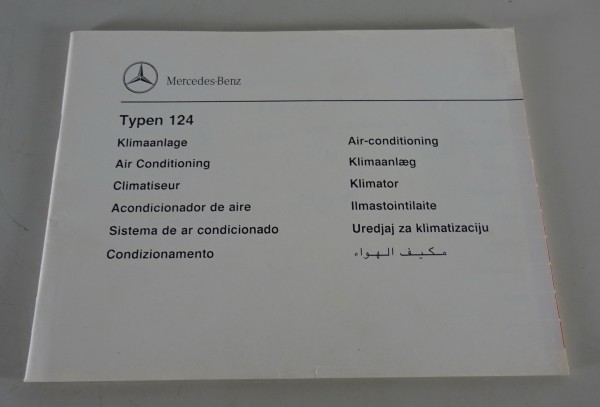 Mercedes-Benz
Typen 124
Klimaanlage
Air Conditioning
Climatiseur
Acondicionador de aire
Sistema de ar condicionado
Condizionamento
Air-conditioning
Klimaanlæg
Klimator
Ilmastointilaite
Uredjaj za klimatizaciju
مكيف الهواء